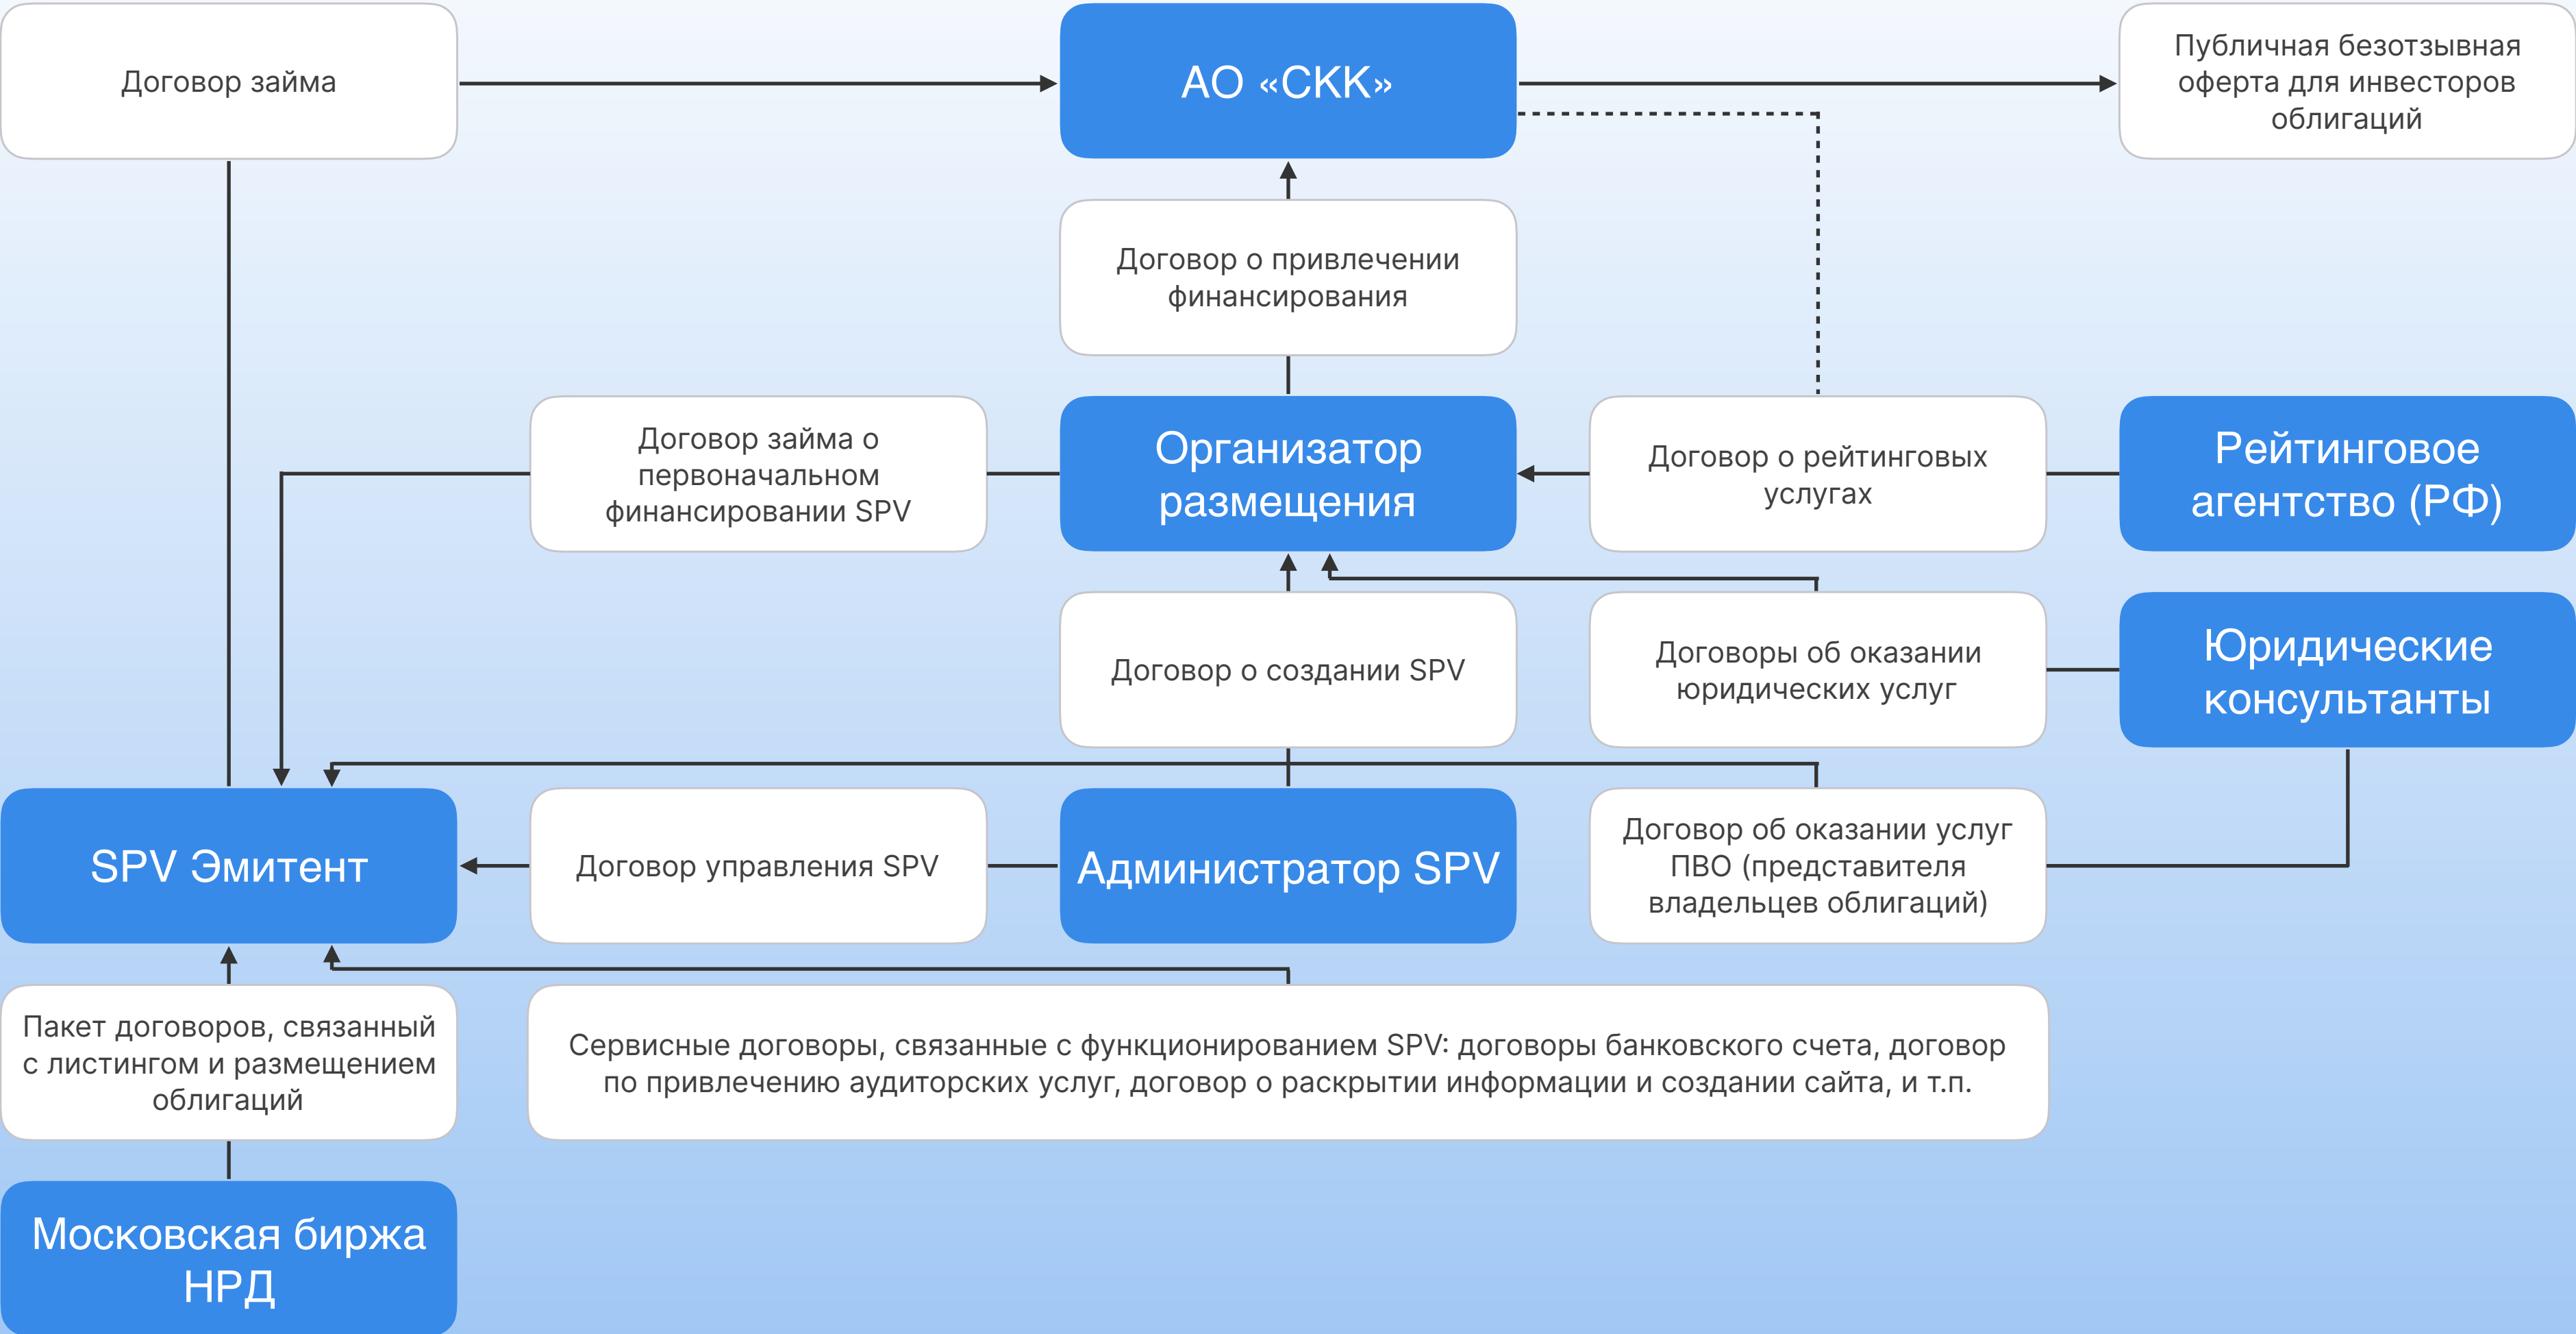 Договор займа
АО «СКК»
Публичная безотзывная
оферта для инвесторов
облигаций
Договор о привлечении
финансирования
Договор займа о
первоначальном
финансировании SPV
Организатор
размещения
Договор о рейтинговых
услугах
Рейтинговое
агентство (РФ)
Договор о создании SPV
Договоры об оказании
юридических услуг
Юридические
консультанты
SPV Эмитент
Договор управления SPV
Администратор SPV
Договор об оказании услуг
ПВО (представителя
владельцев облигаций)
Пакет договоров, связанный
с листингом и размещением
облигаций
Сервисные договоры, связанные с функционированием SPV: договоры банковского счета, договор
по привлечению аудиторских услуг, договор о раскрытии информации и создании сайта, и т.п.
Московская биржа
НРД